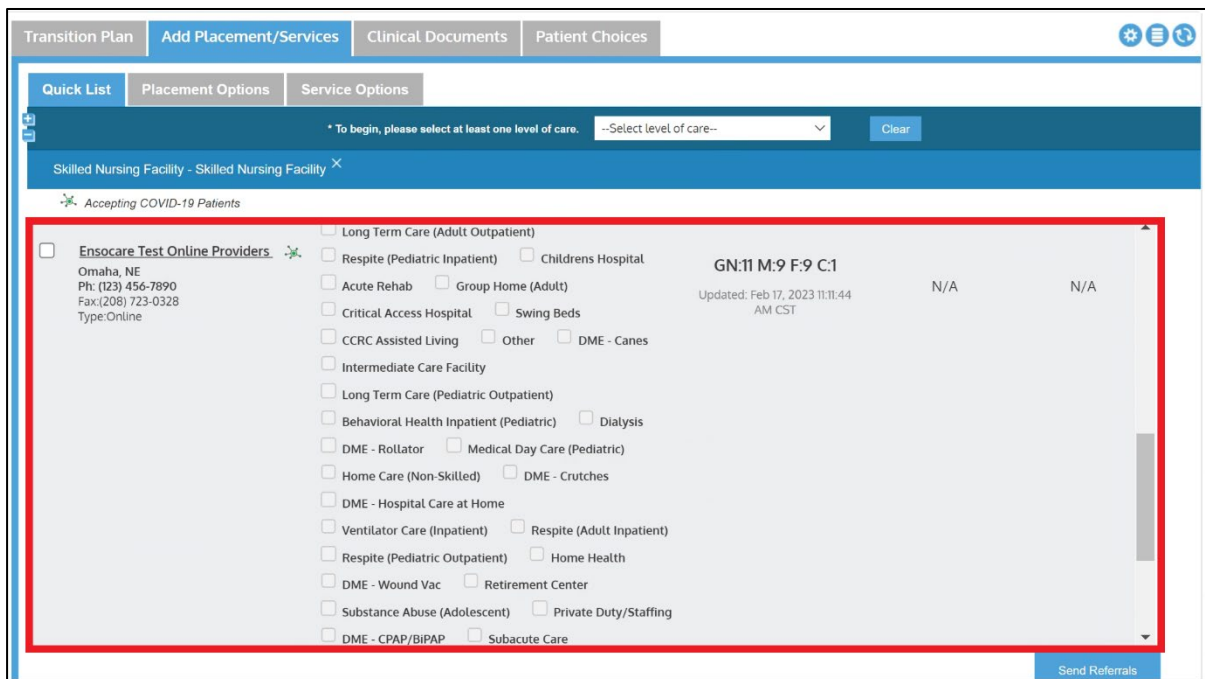 Transition Plan Add Placement/Services Clinical Documents Patient Choices
Quick List Placement Options Service Options
* To begin, please select at least one level of care. --Select level of care-- Clear
Skilled Nursing Facility - Skilled Nursing Facility ×
Accepting COVID-19 Patients
Ensocare Test Online Providers
Omaha, NE
Ph: (123) 456-7890
Fax:(208) 723-0328
Type:Online
Long Term Care (Adult Outpatient)
Respite (Pediatric Inpatient) Childrens Hospital
Acute Rehab Group Home (Adult)
Critical Access Hospital Swing Beds
CCRC Assisted Living Other DME - Canes
Intermediate Care Facility
Long Term Care (Pediatric Outpatient)
Behavioral Health Inpatient (Pediatric) Dialysis
DME - Rollator Medical Day Care (Pediatric)
Home Care (Non-Skilled) DME - Crutches
DME - Hospital Care at Home
Ventilator Care (Inpatient) Respite (Adult Inpatient)
Respite (Pediatric Outpatient) Home Health
DME - Wound Vac Retirement Center
Substance Abuse (Adolescent) Private Duty/Staffing
DME - CPAP/BiPAP Subacute Care
GN:11 M:9 F:9 C:1
Updated: Feb 17, 2023 11:11:44
AM CST
N/A
N/A
Send Referrals